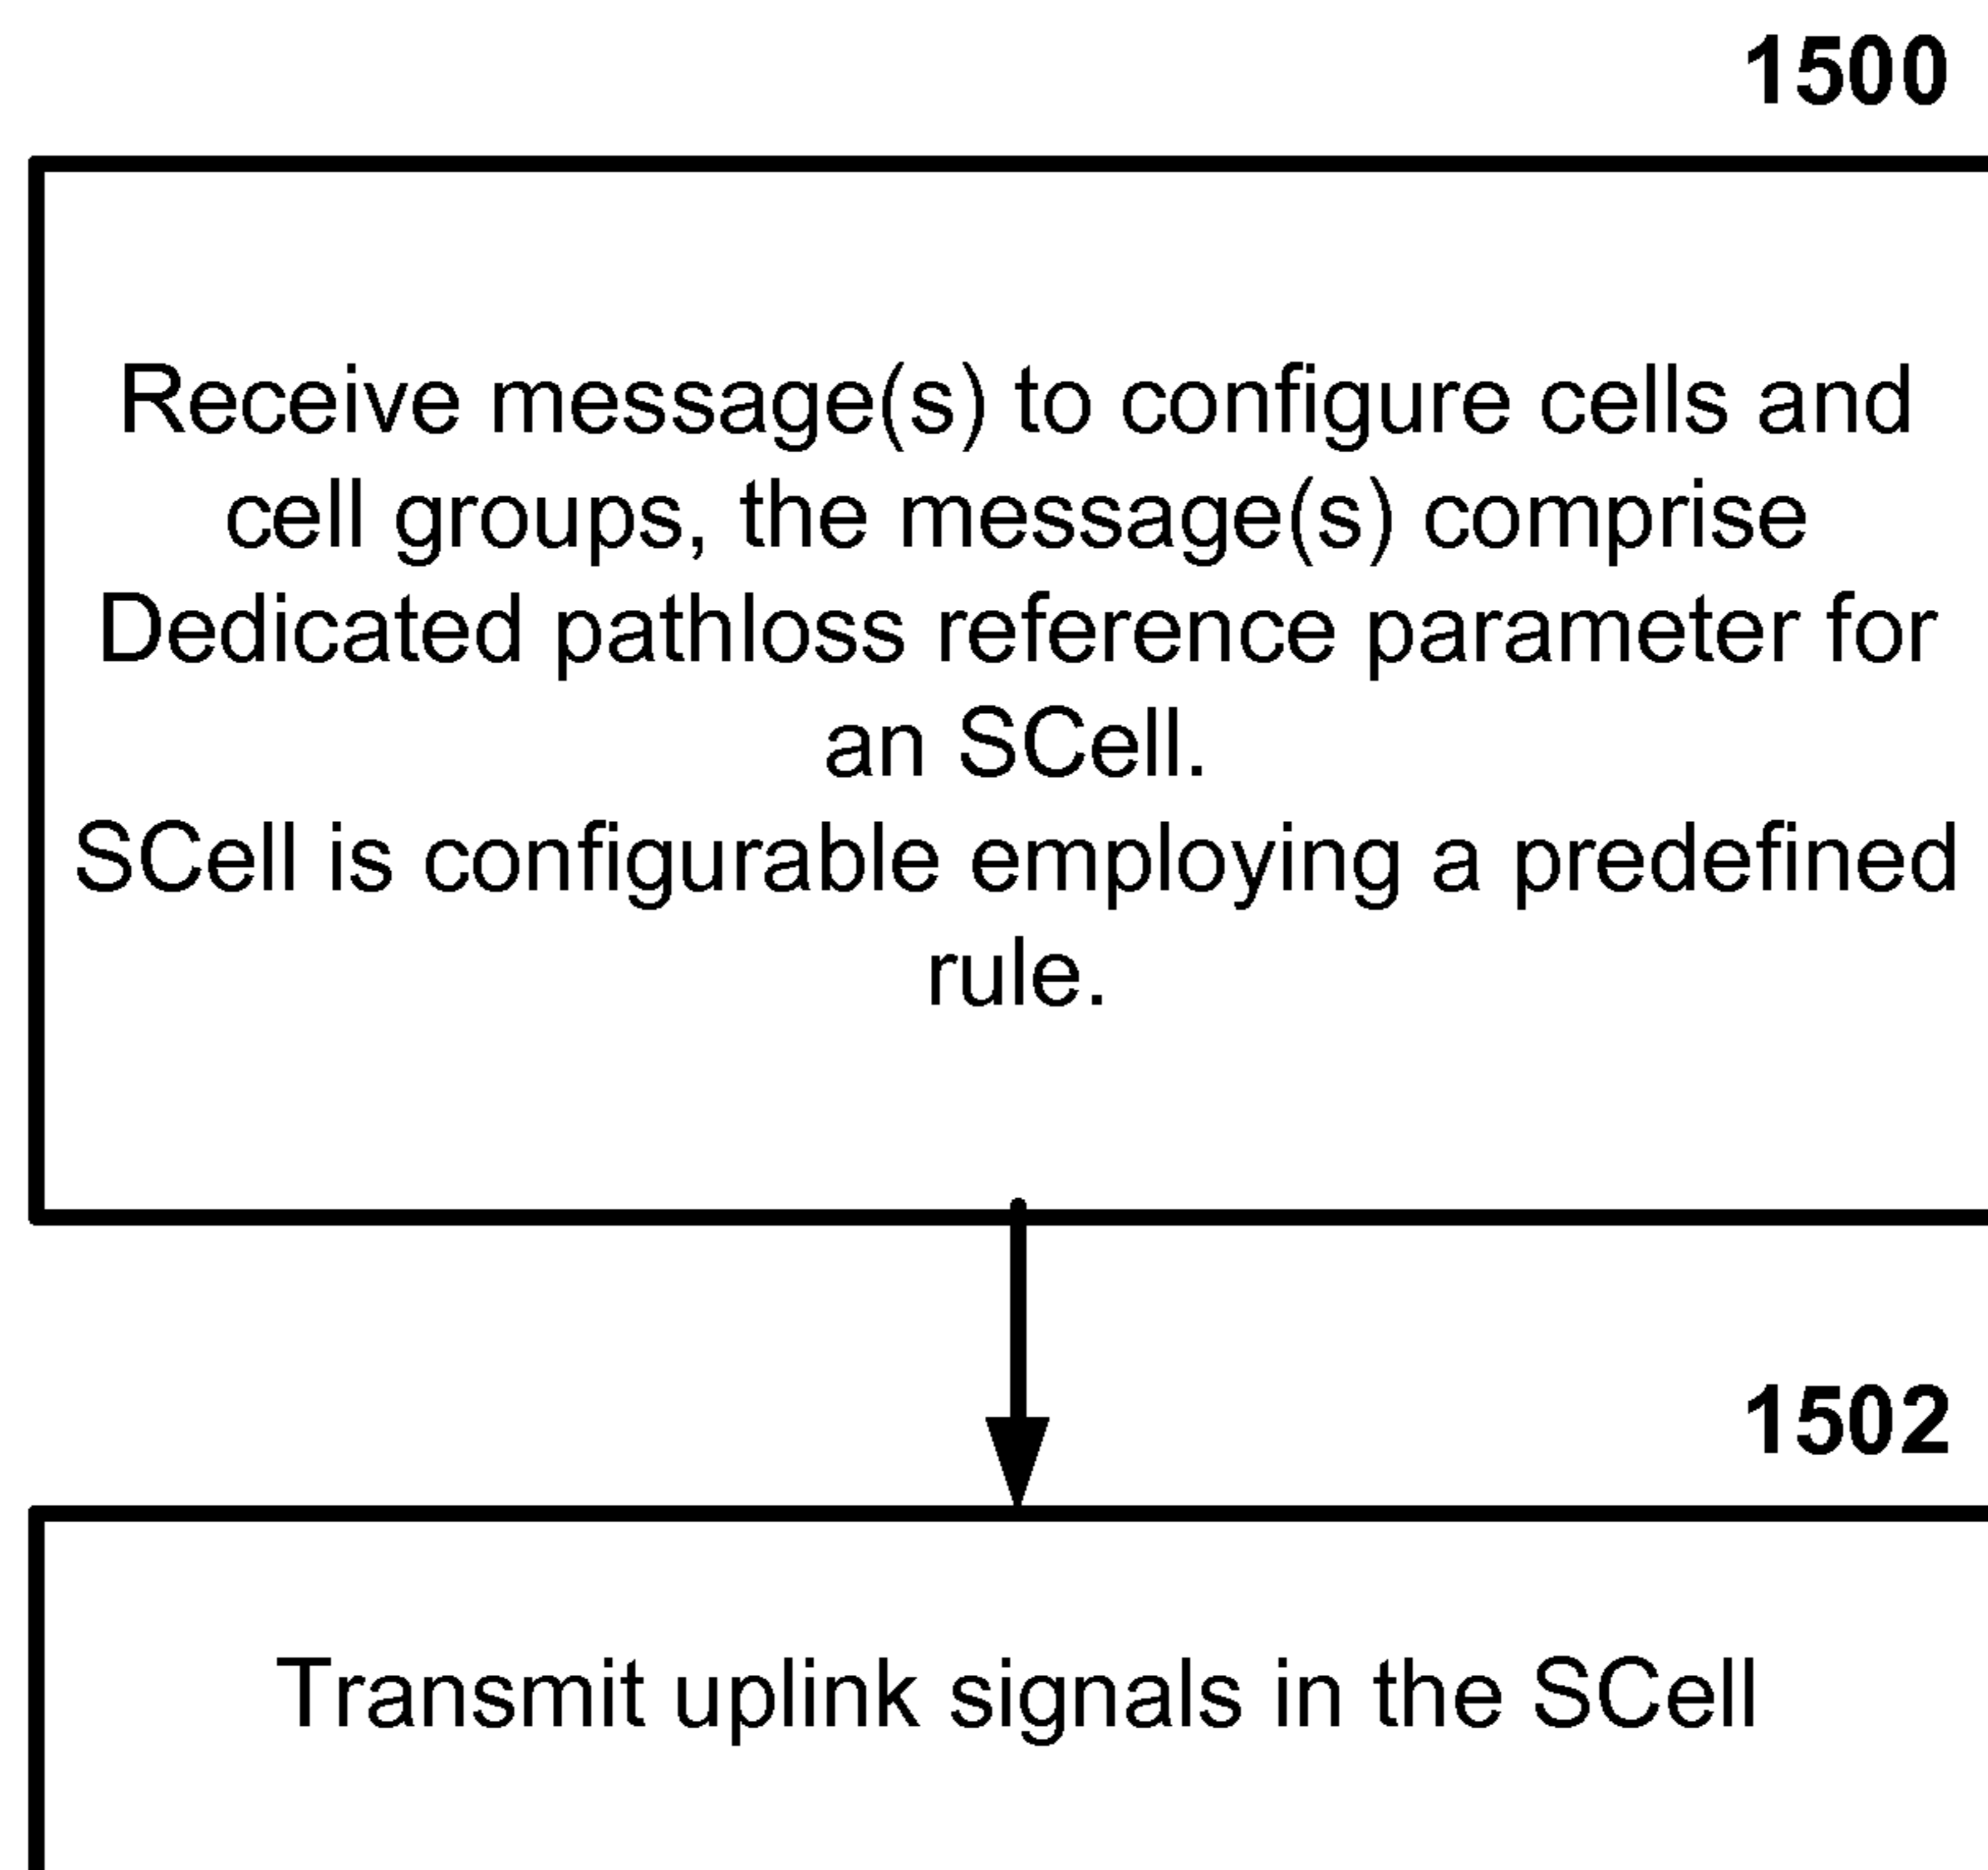 1500
Receive message(s) to configure cells and
cell groups, the message(s) comprise
Dedicated pathloss reference parameter for
an SCell.
SCell is configurable employing a predefined
rule.
1502
Transmit uplink signals in the SCell